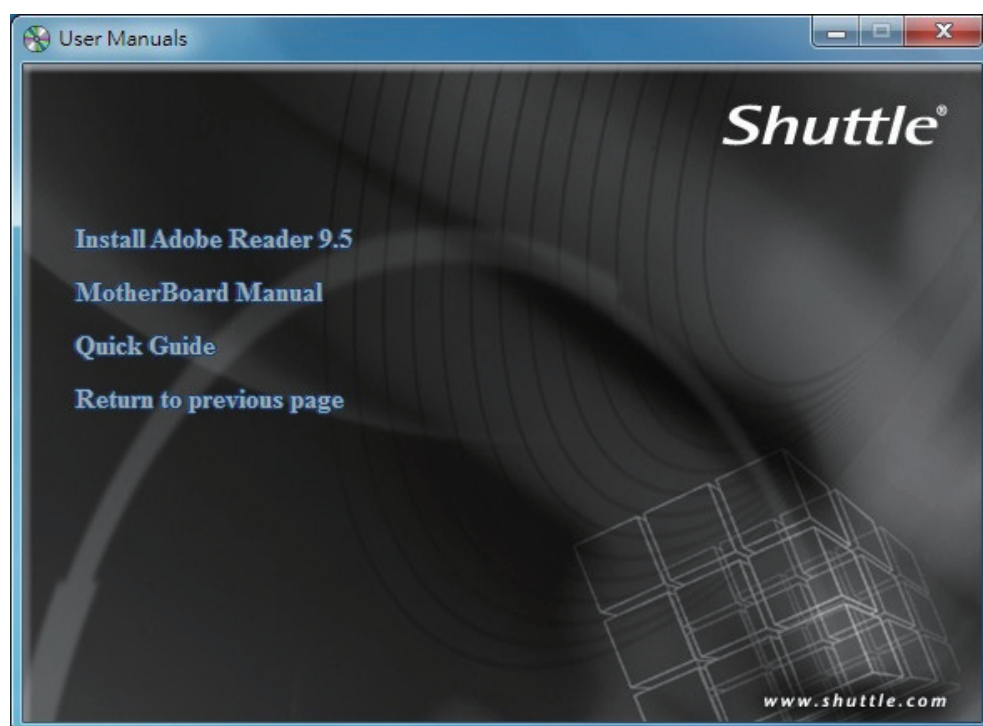 User Manuals
Shuttle®
Install Adobe Reader 9.5
MotherBoard Manual
Quick Guide
Return to previous page
www.shuttle.com